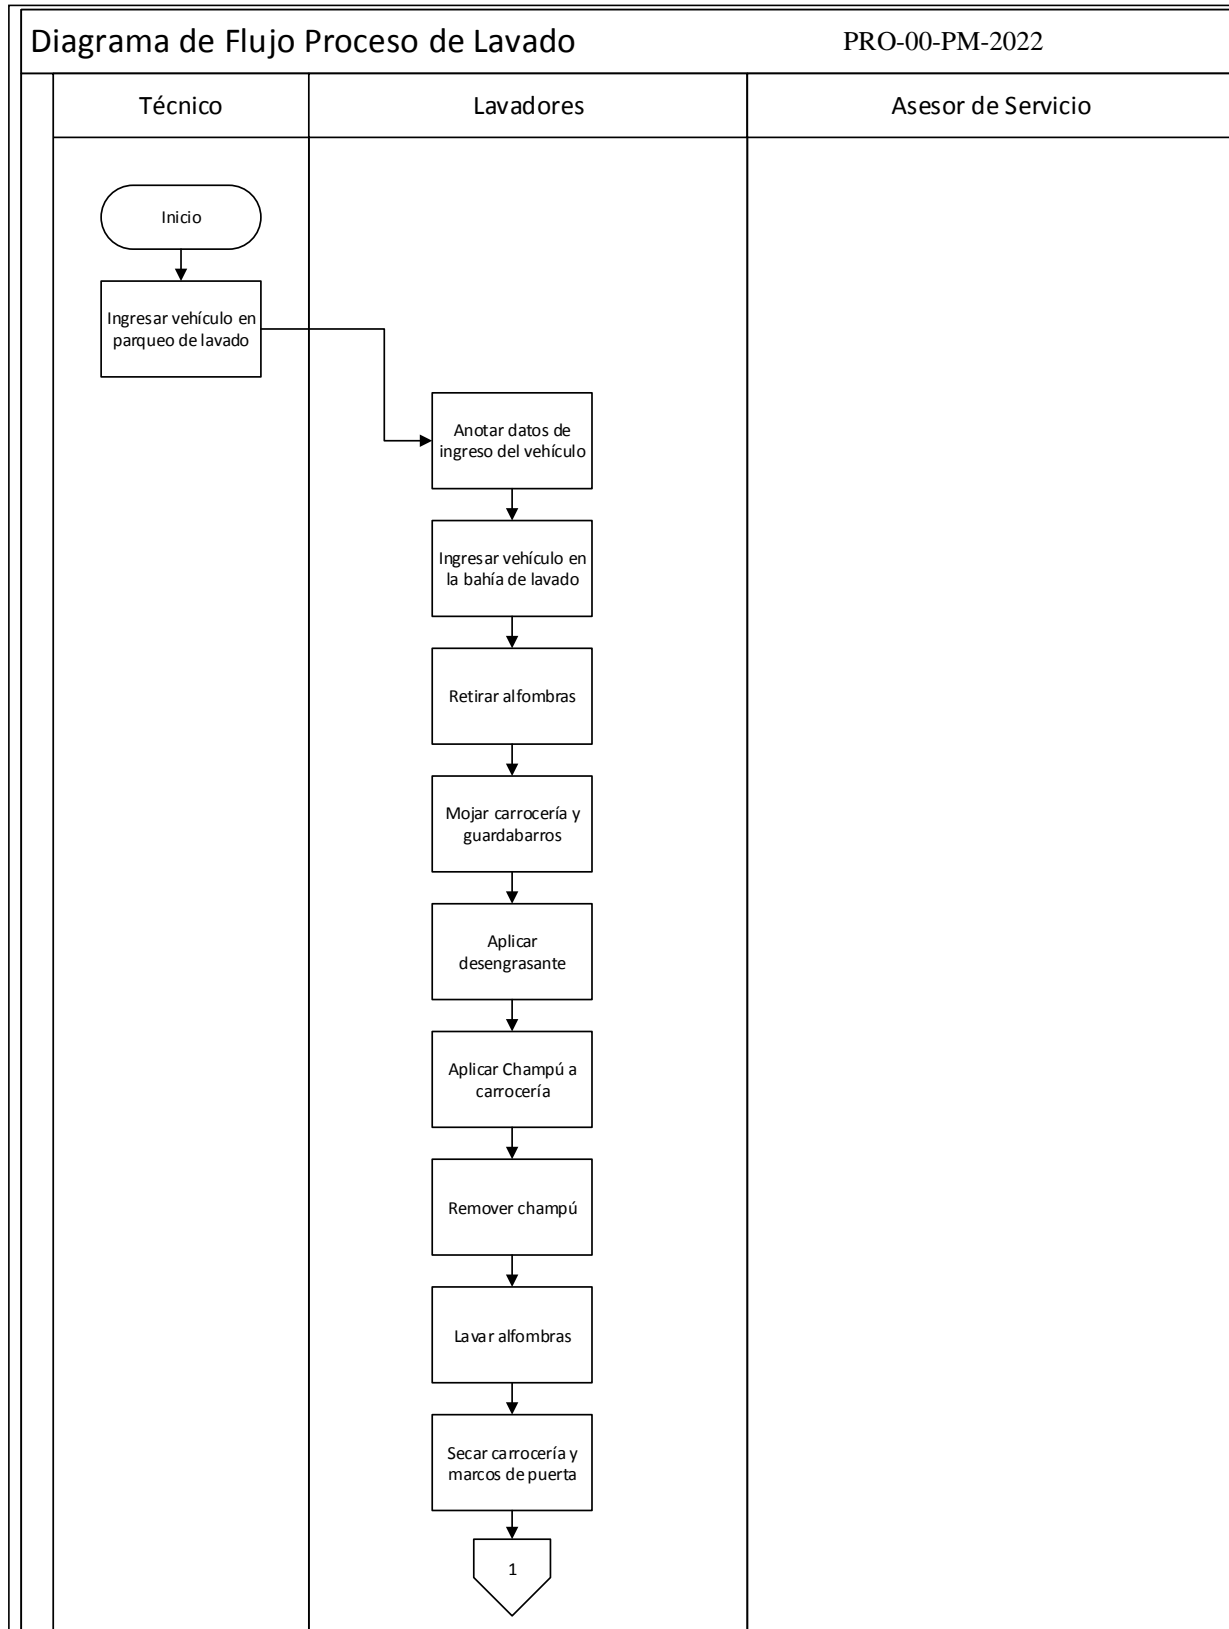 Diagrama de Flujo Proceso de Lavado
PRO-00-PM-2022
Técnico
Lavadores
Asesor de Servicio
Inicio
Ingresar vehículo en
parqueo de lavado
Anotar datos de
ingreso del vehículo
Ingresar vehículo en
la bahía de lavado
Retirar alfombras
Mojar carrocería y
guardabarros
Aplicar
desengrasante
Aplicar Champú a
carrocería
Remover champú
Lavar alfombras
Secar carrocería y
marcos de puerta
1